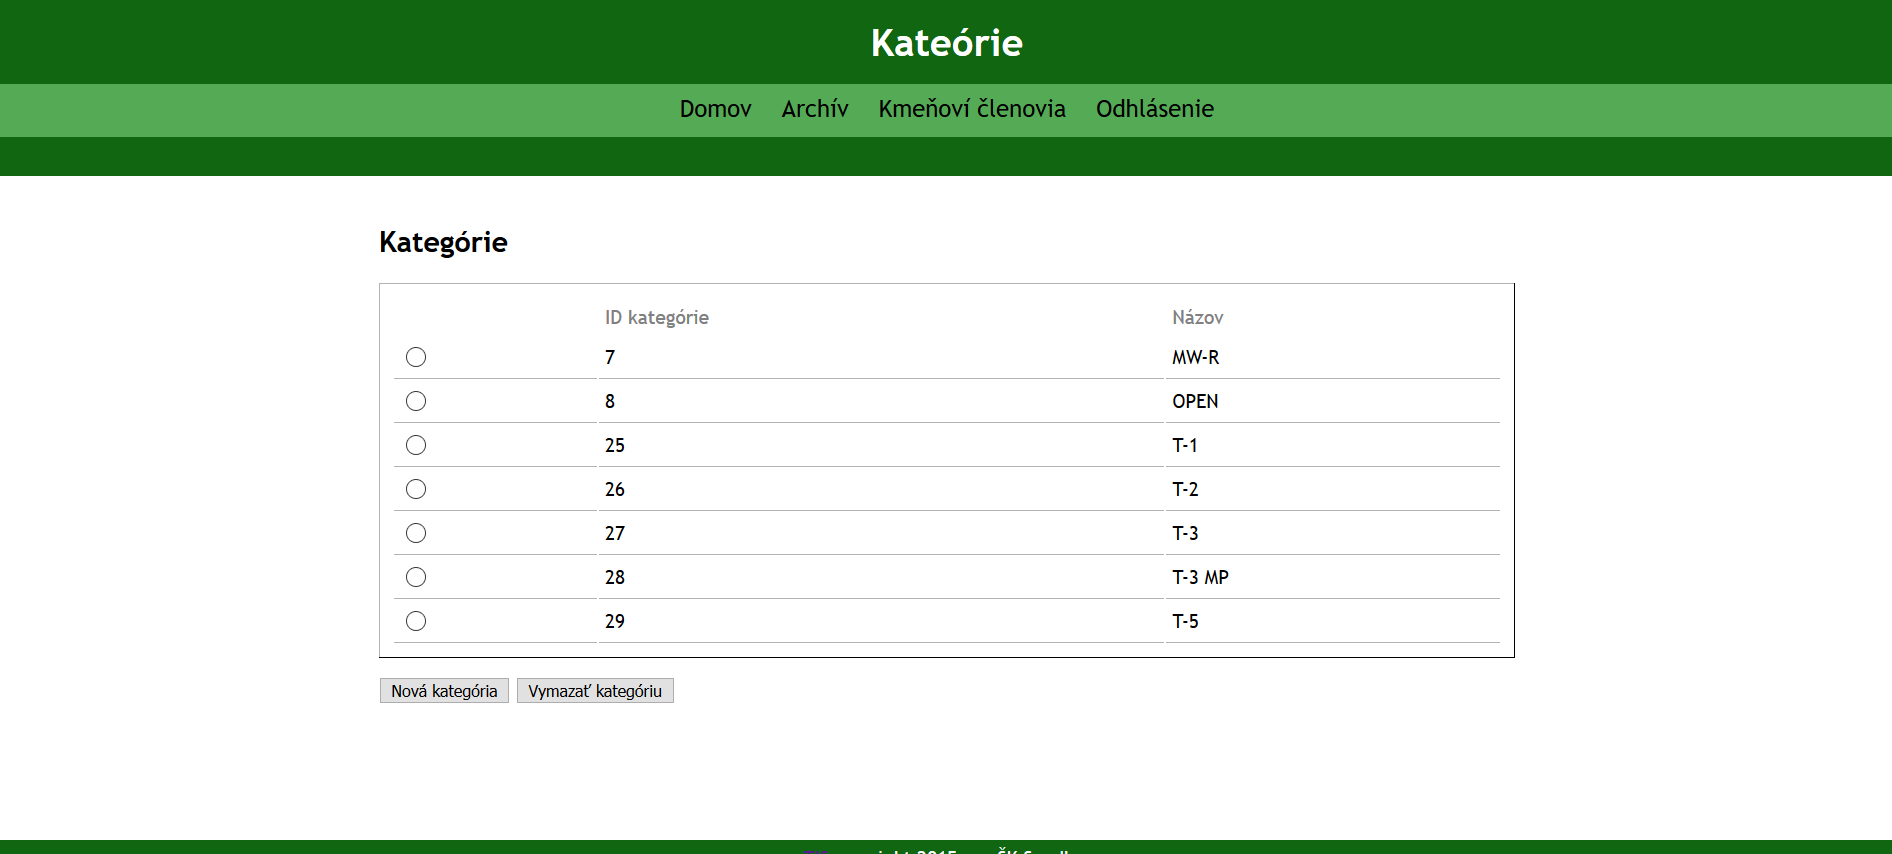 Kateórie
Domov Archív Kmeňoví členovia Odhlásenie
Kategórie
ID kategórie Názov
7 MW-R
8 OPEN
25 T-1
26 T-2
27 T-3
28 T-3 MP
29 T-5
Nová kategória Vymazať kategóriu
2015